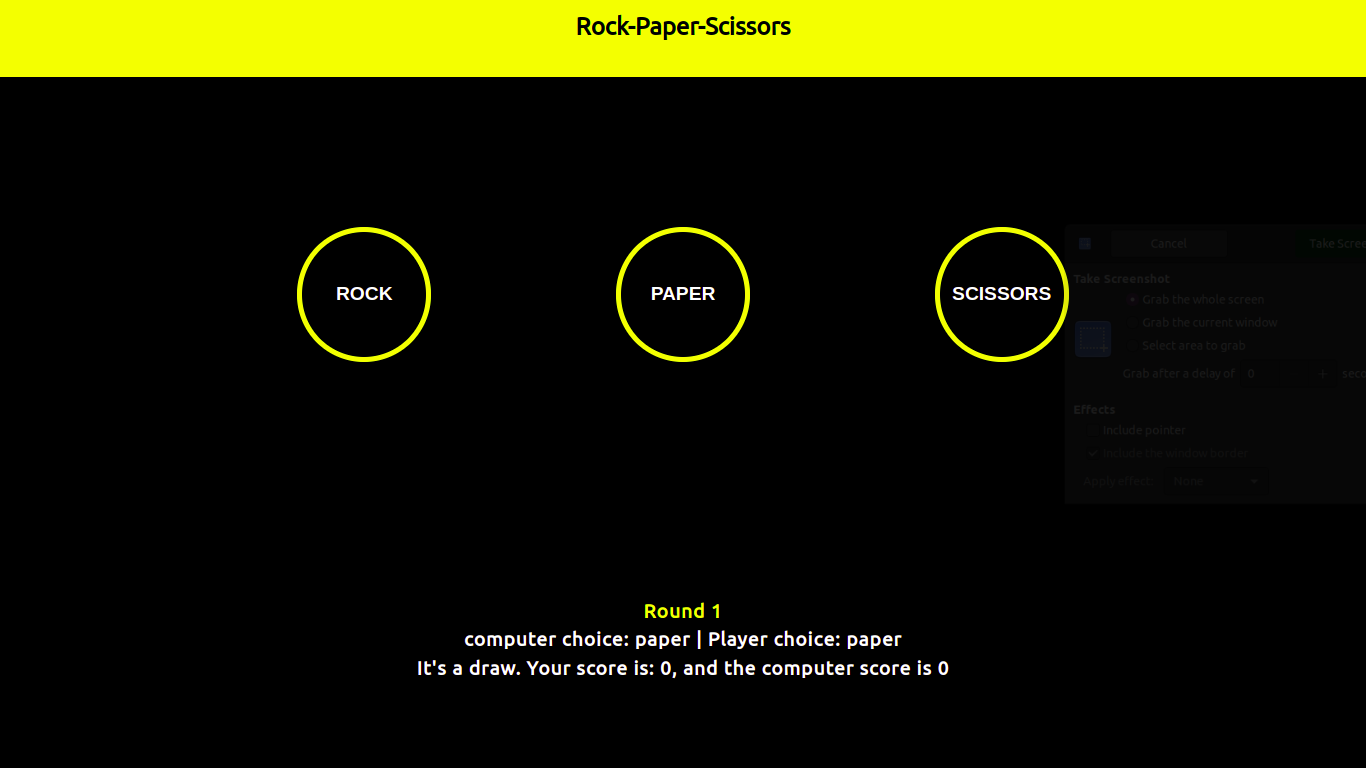 Rock-Paper-Scissors
ROCK
PAPER
SCISSORS
Cancel
Take Scree
Take Screenshot
Grab the whole screen
Grab the current window
Select area to grab
Grab after a delay of 0 + seco
Effects
Include pointer
Include the window border
Apply effect: None
Round 1
computer choice: paper | Player choice: paper
It's a draw. Your score is: 0, and the computer score is 0